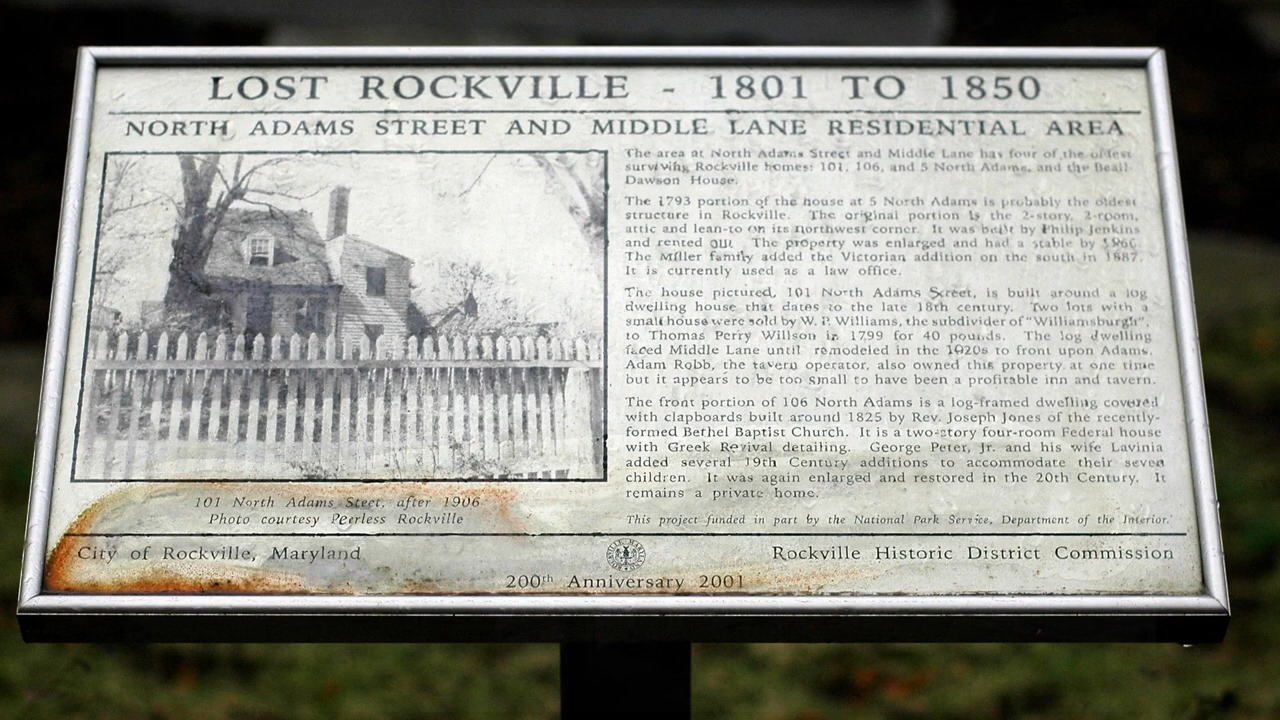 LOST ROCKVILLE - 1801 TO 1850
NORTH ADAMS STREET AND MIDDLE LANE RESIDENTIAL AREA
The area at North Adams Street and Middle Lane has four of the oldest
surviving Rockville homes: 101, 106, and 5 North Adams, and the Beall-
Dawson House.
The 1793 portion of the house at 5 North Adams is probably the oldest
structure in Rockville. The original portion is the 2-story, 2-room,
attic and lean-to on its northwest corner. It was built by Philip Jenkins
and rented out. The property was enlarged and had a stable by
The Miller family added the Victorian addition on the south in 1887.
It is currently used as a law office.
The house pictured, 101 North Adams Street, is built around a log
dwelling house that dates to the late 18th century. Two lots with a
small house were sold by W. P. Williams, the subdivider of "Williamsburgh",
to Thomas Perry Willson in 1799 for 40 pounds. The log dwelling
faced Middle Lane until remodeled in the 1920s to front upon Adams.
Adam Robb, the tavern operator, also owned this property at one time
but it appears to be too small to have been a profitable inn and tavern.
The front portion of 106 North Adams is a log-framed dwelling covered
with clapboards built around 1825 by Rev. Joseph Jones of the recently-
formed Bethel Baptist Church. It is a two-story four-room Federal house
with Greek Revival detailing. George Peter, Jr. and his wife Lavinia
added several 19th Century additions to accommodate their seven
children. It was again enlarged and restored in the 20th Century. It
remains a private home.
101 North Adams Steet, after 1906
Photo courtesy Peerless Rockville
This project funded in part by the National Park Service, Department of the Interior.
City of Rockville, Maryland
Rockville Historic District Commission
200th Anniversary 2001